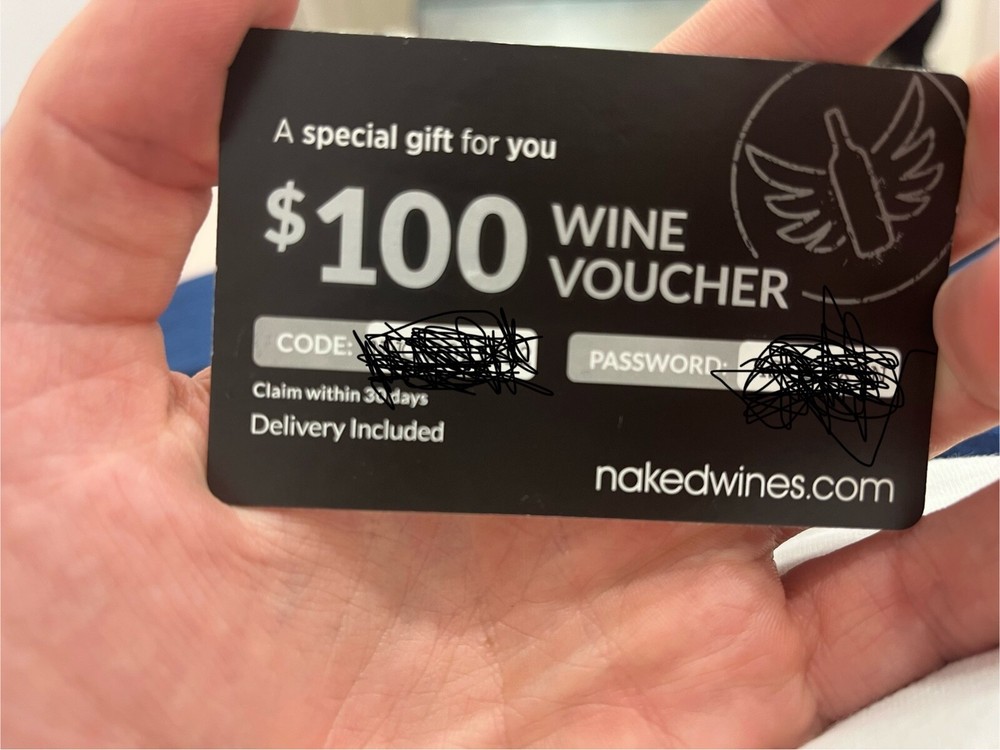 A special gift for you
$100 WINE
VOUCHER
CODE:
PASSWORD:
Claim within 30 days
Delivery Included
nakedwines.com